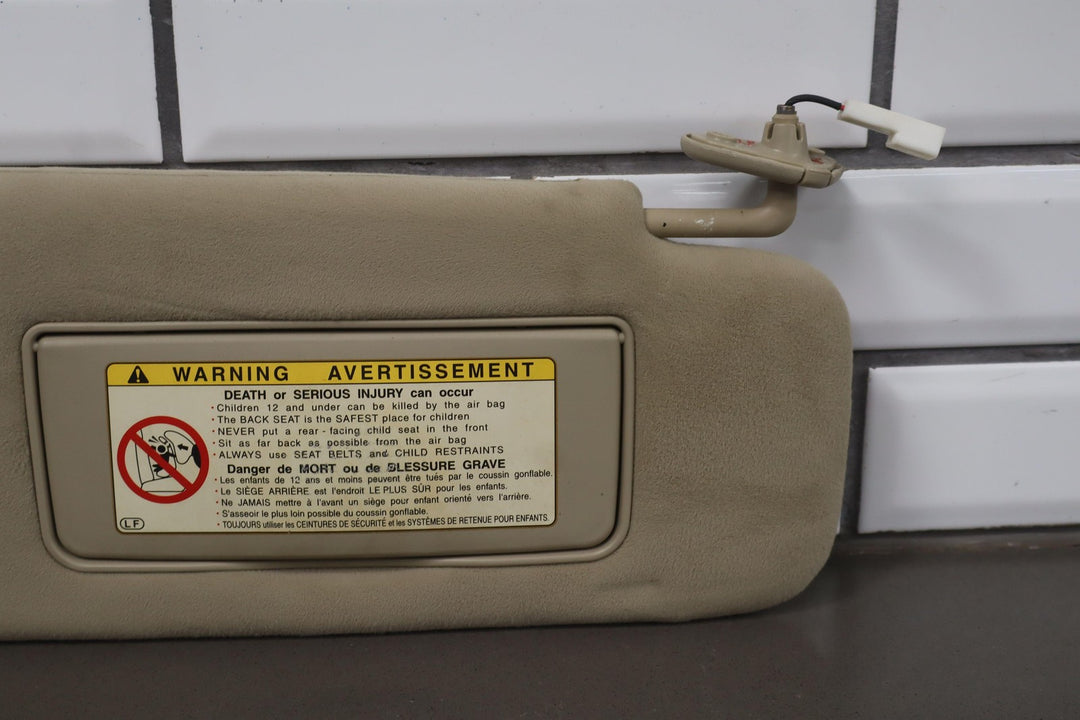 WARNING AVERTISSEMENT
DEATH or SERIOUS INJURY can occur
· Children 12 and under can be killed by the air bag
· The BACK SEAT is the SAFEST place for children
· NEVER put a rear-facing child seat in the front
· Sit as far back as possible from the air bag
· ALWAYS use SEAT BELTS and CHILD RESTRAINTS
Danger de MORT ou de BLESSURE GRAVE
· Les enfants de 12 ans et moins peuvent être tués par le coussin gonflable.
· Le SIÈGE ARRIÈRE est l'endroit LE PLUS SÛR pour les enfants.
· Ne JAMAIS mettre à l'avant un siège pour enfant orienté vers l'arrière.
· S'asseoir le plus loin possible du coussin gonflable.
· TOUJOURS utiliser les CEINTURES DE SÉCURITÉ et les SYSTÈMES DE RETENUE POUR ENFANTS.
LF